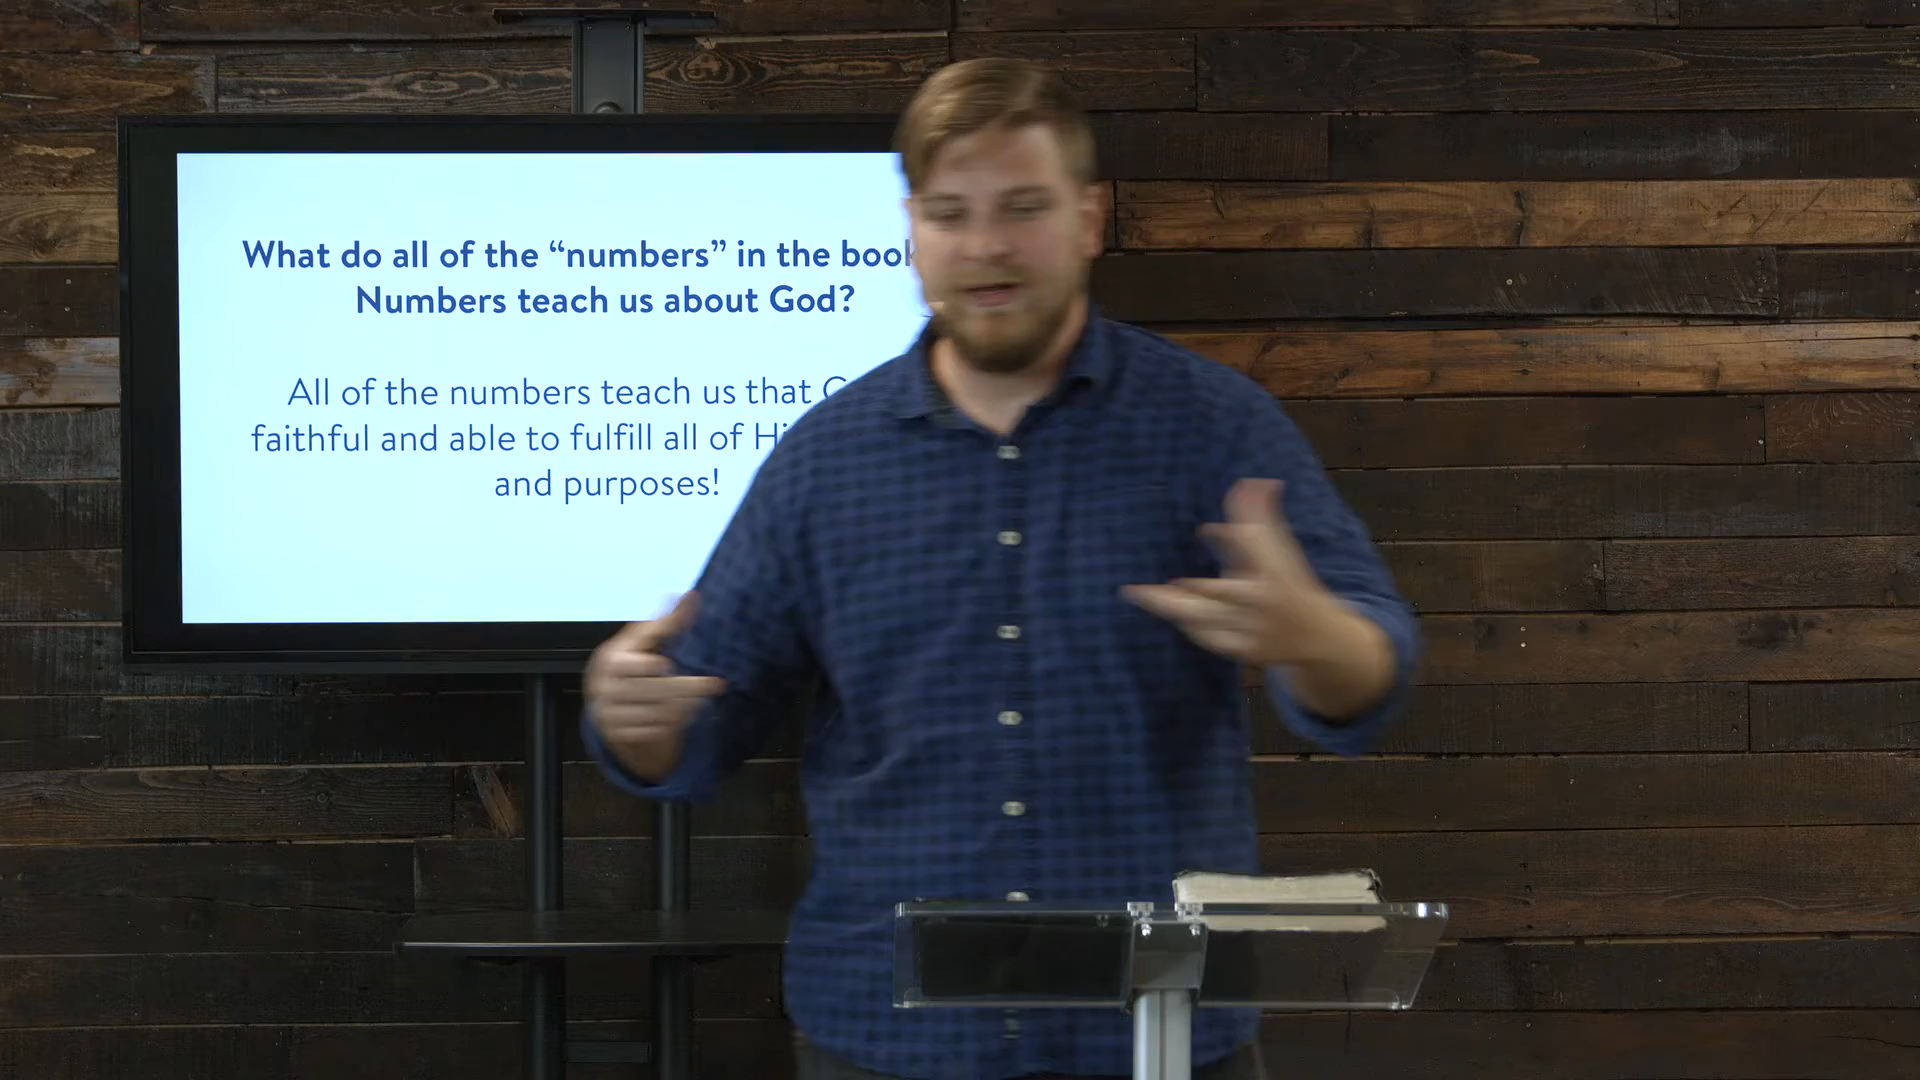 What do all of the “numbers” in the book
Numbers teach us about God?
All of the numbers teach us that
faithful and able to fulfill all of
and purposes!